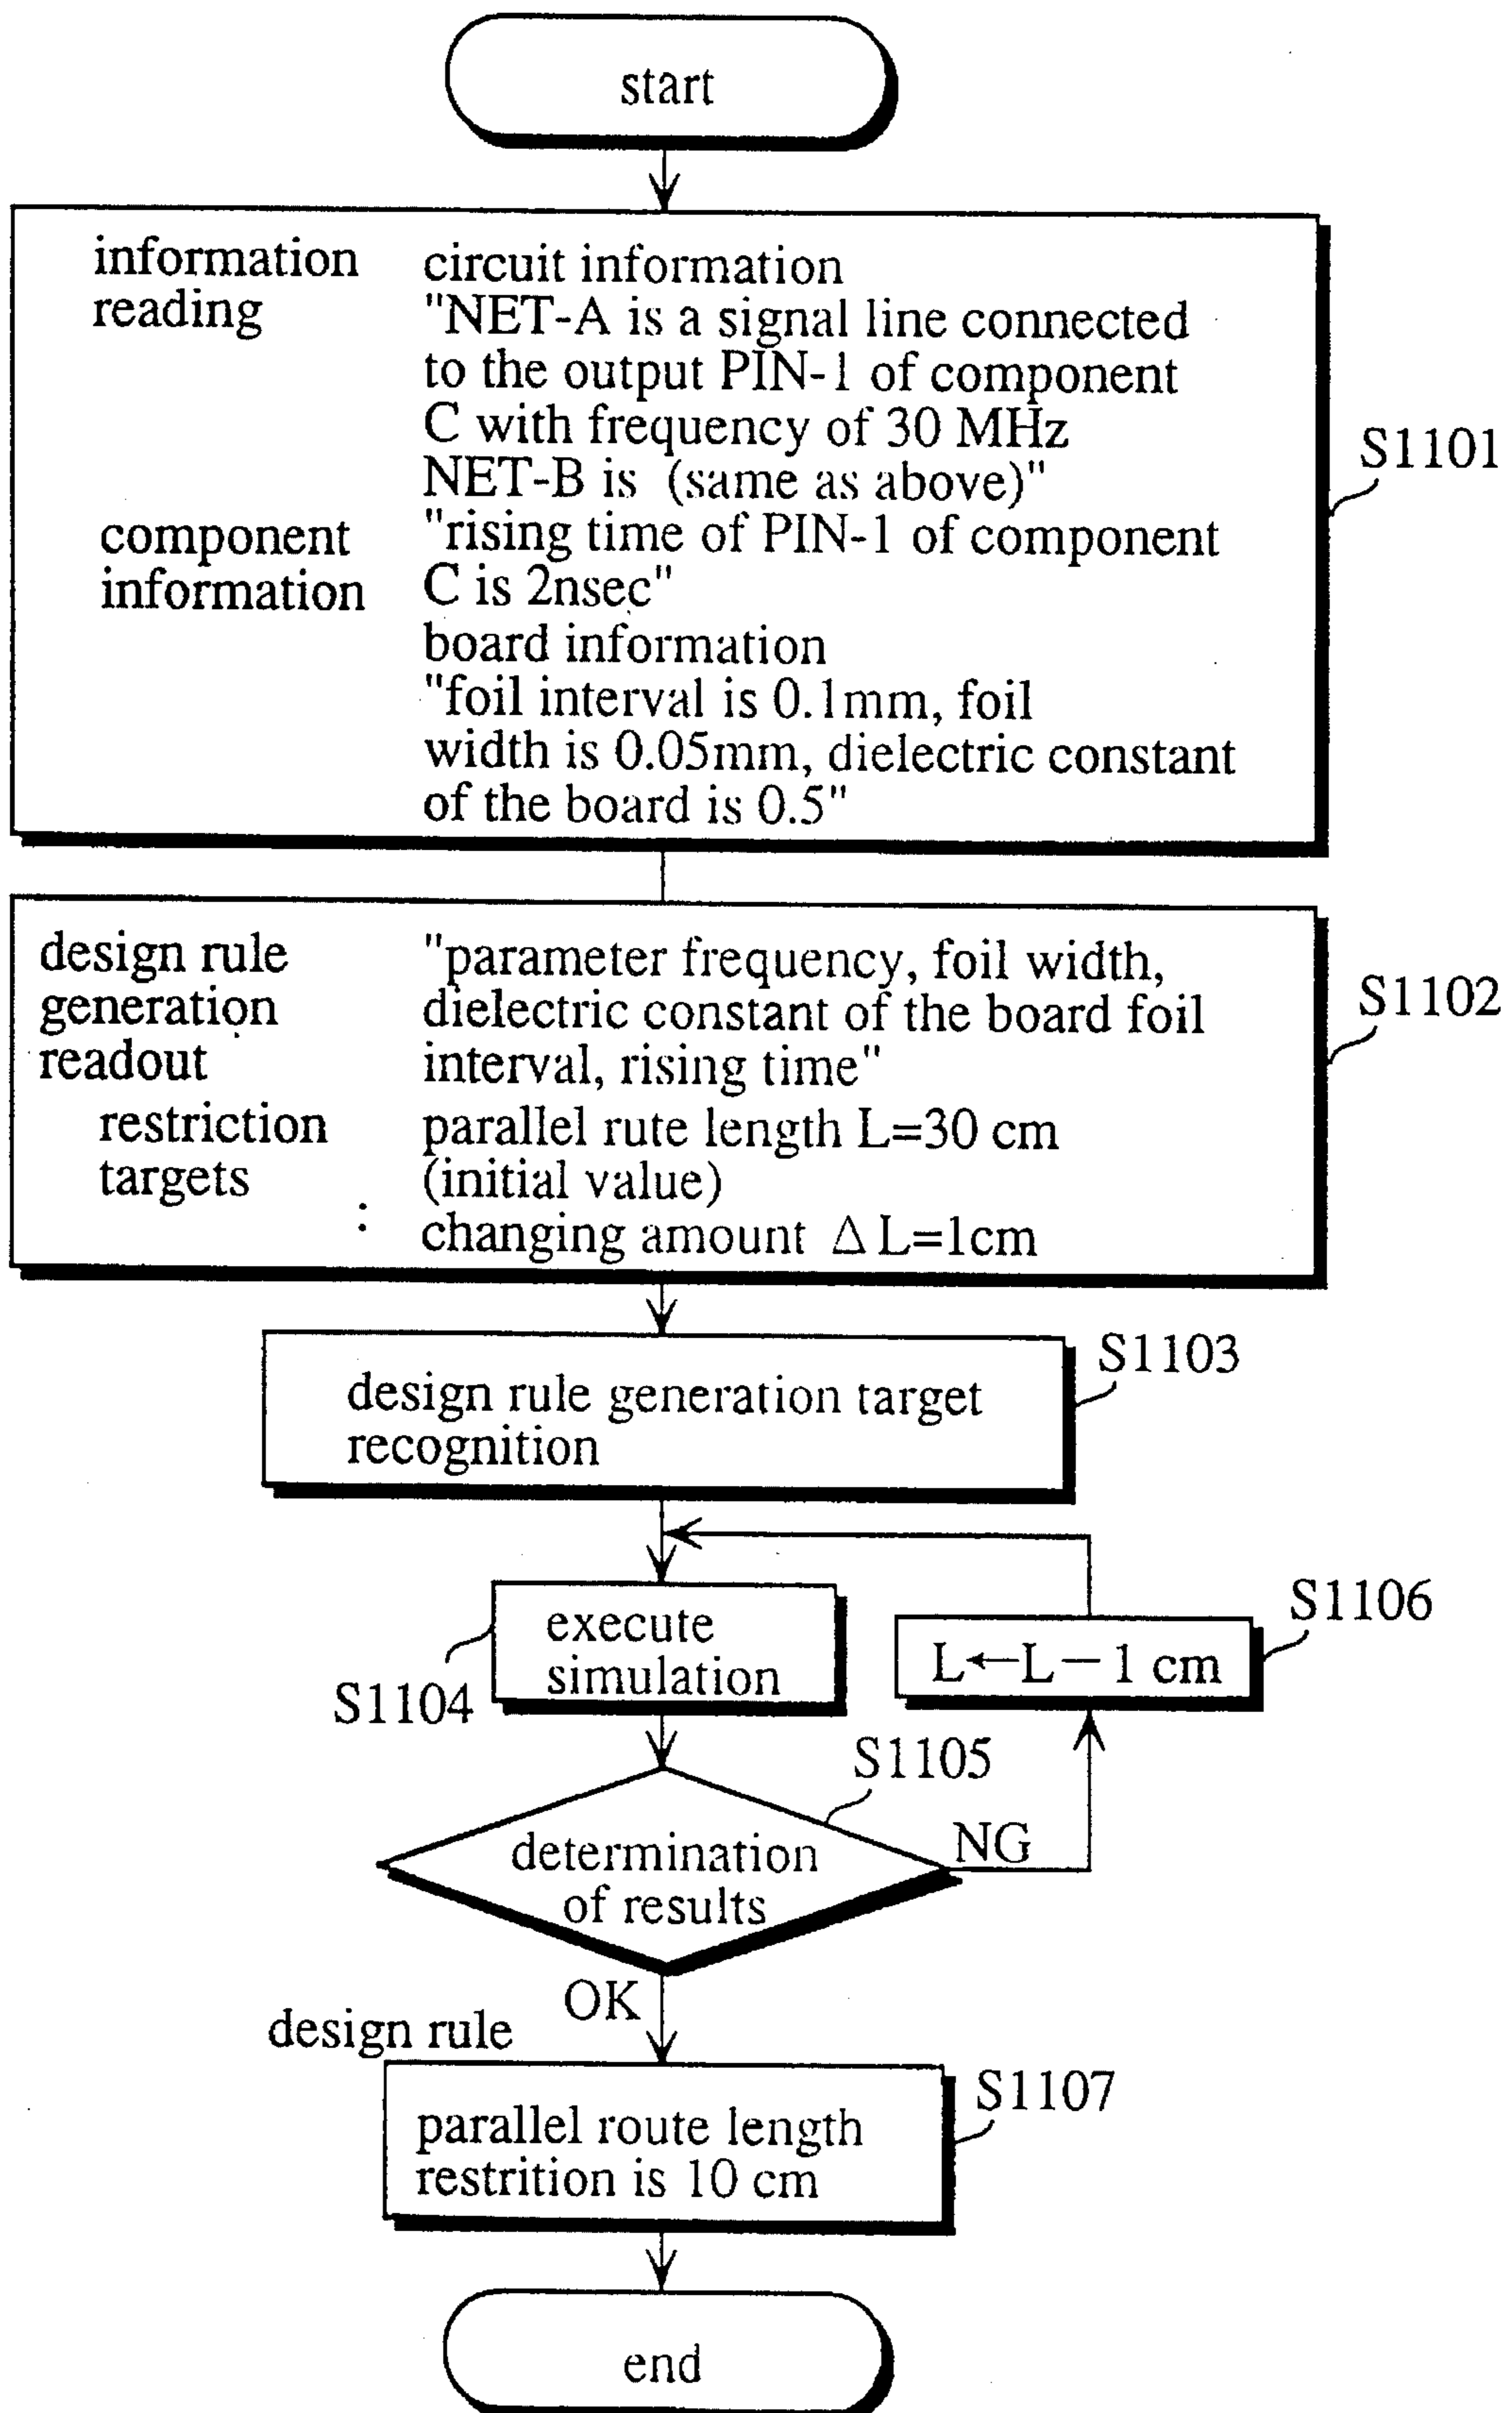 start
information reading
circuit information
"NET-A is a signal line connected
to the output PIN-1 of component
C with frequency of 30 MHz
NET-B is (same as above)"
component information
"rising time of PIN-1 of component
C is 2nsec"
board information
"foil interval is 0.1mm, foil
width is 0.05mm, dielectric constant
of the board is 0.5"
S1101
design rule
generation
readout
"parameter frequency, foil width,
dielectric constant of the board foil
interval, rising time"
S1102
restriction
targets :
parallel rute length L=30 cm
(initial value)
changing amount Δ L=1cm
design rule generation target
recognition
S1103
execute
simulation
S1104
L←L－1 cm
S1106
determination
of results
S1105
NG
OK
design rule
parallel route length
restrition is 10 cm
S1107
end